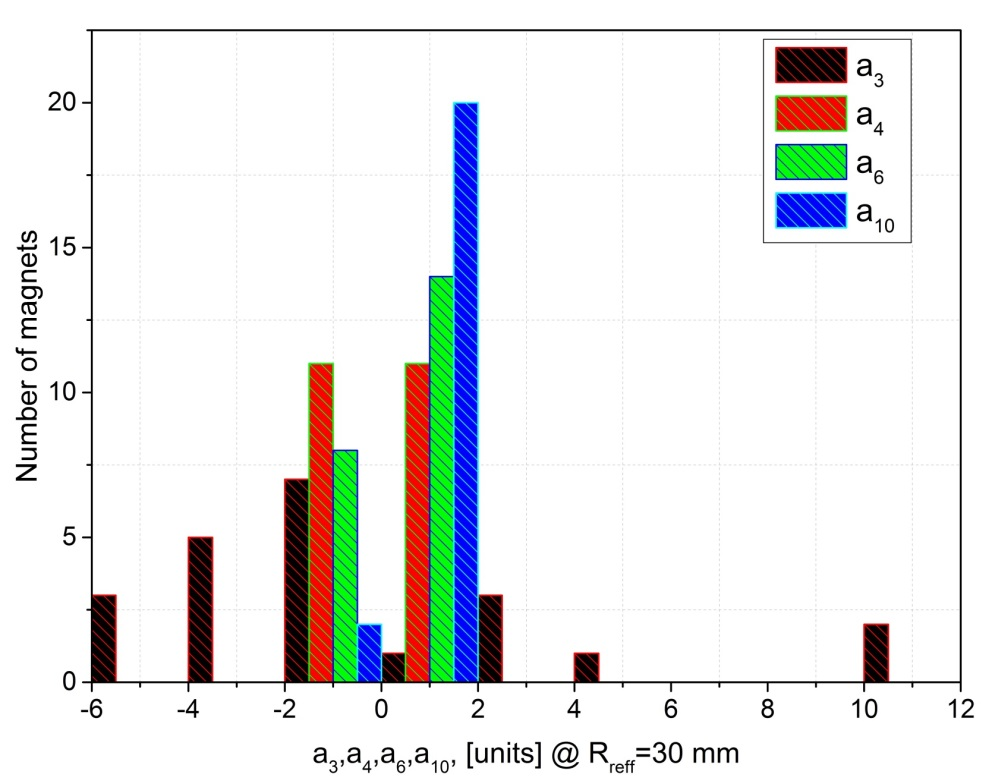 20
15
10
5
0
Number of magnets
a3
a4
a6
a10
-6 -4 -2 0 2 4 6 8 10 12
a3,a4,a6,a10, [units] @ Rreff=30 mm